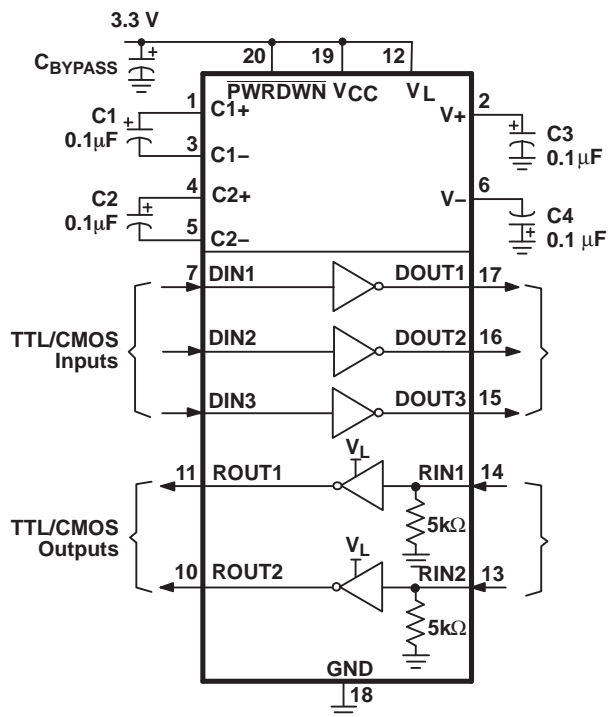 3.3 V
20 19 12
CBYPASS
PWRDWN VCC VL
1 C1+ V+ 2
C1 0.1µF
C3 0.1 µF
3 C1−
4 C2+ V− 6
C2 0.1µF
C4 0.1 µF
5 C2−
7 DIN1 DOUT1 17
TTL/CMOS Inputs
DIN2 DOUT2 16
DIN3 DOUT3 15
VL
11 ROUT1 RIN1 14
5kΩ
TTL/CMOS Outputs
VL
10 ROUT2 RIN2 13
5kΩ
GND
18